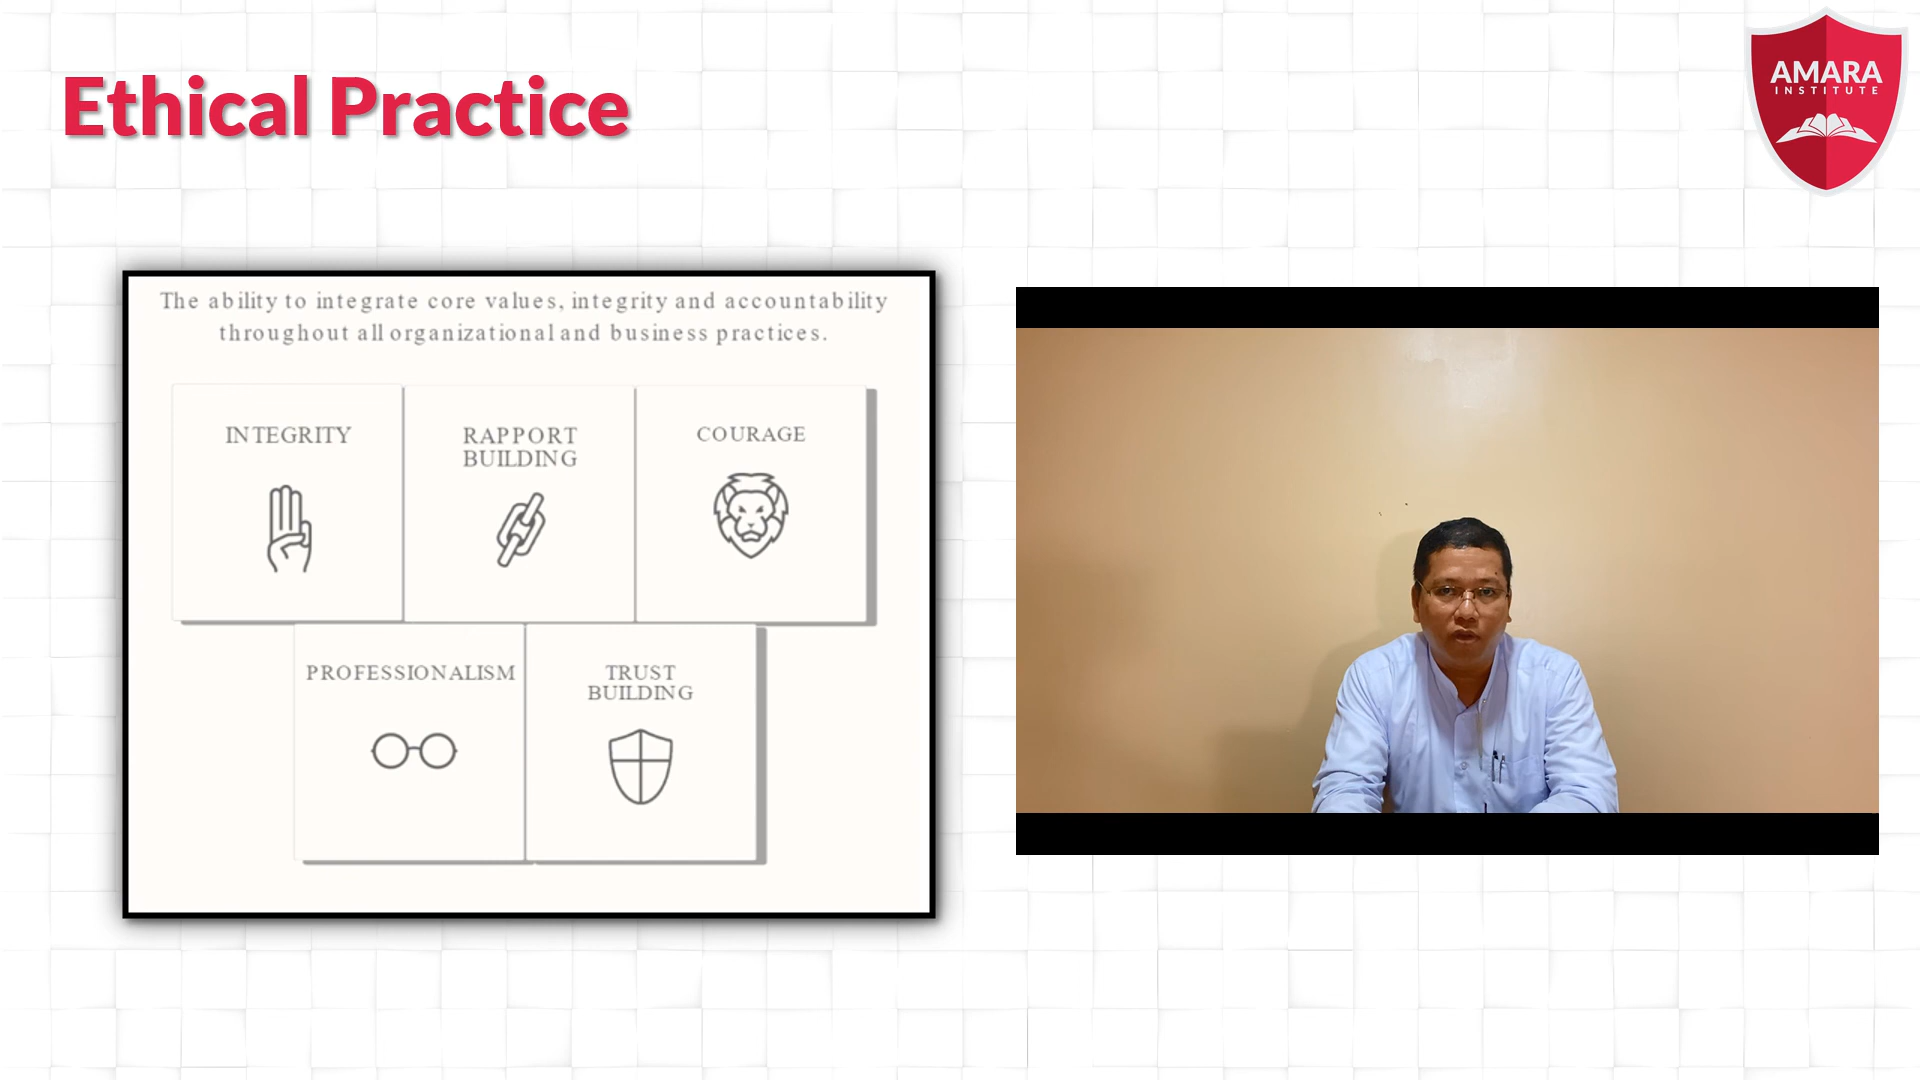 Ethical Practice
AMARA
INSTITUTE
The ability to integrate core values, integrity and accountability
throughout all organizational and business practices.
INTEGRITY
RAPPORT
BUILDING
COURAGE
PROFESSIONALISM
TRUST
BUILDING